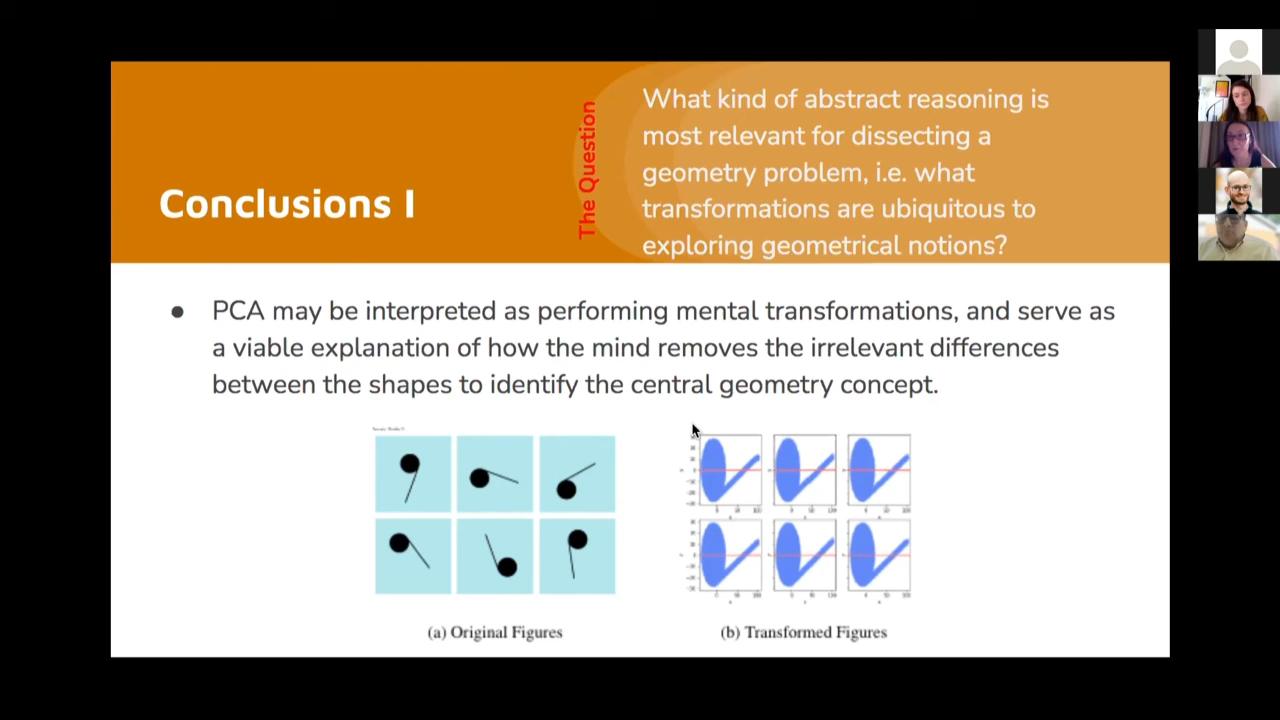 Conclusions I
The Question
What kind of abstract reasoning is
most relevant for dissecting a
geometry problem, i.e. what
transformations are ubiquitous to
exploring geometrical notions?
● PCA may be interpreted as performing mental transformations, and serve as
a viable explanation of how the mind removes the irrelevant differences
between the shapes to identify the central geometry concept.
(a) Original Figures
(b) Transformed Figures